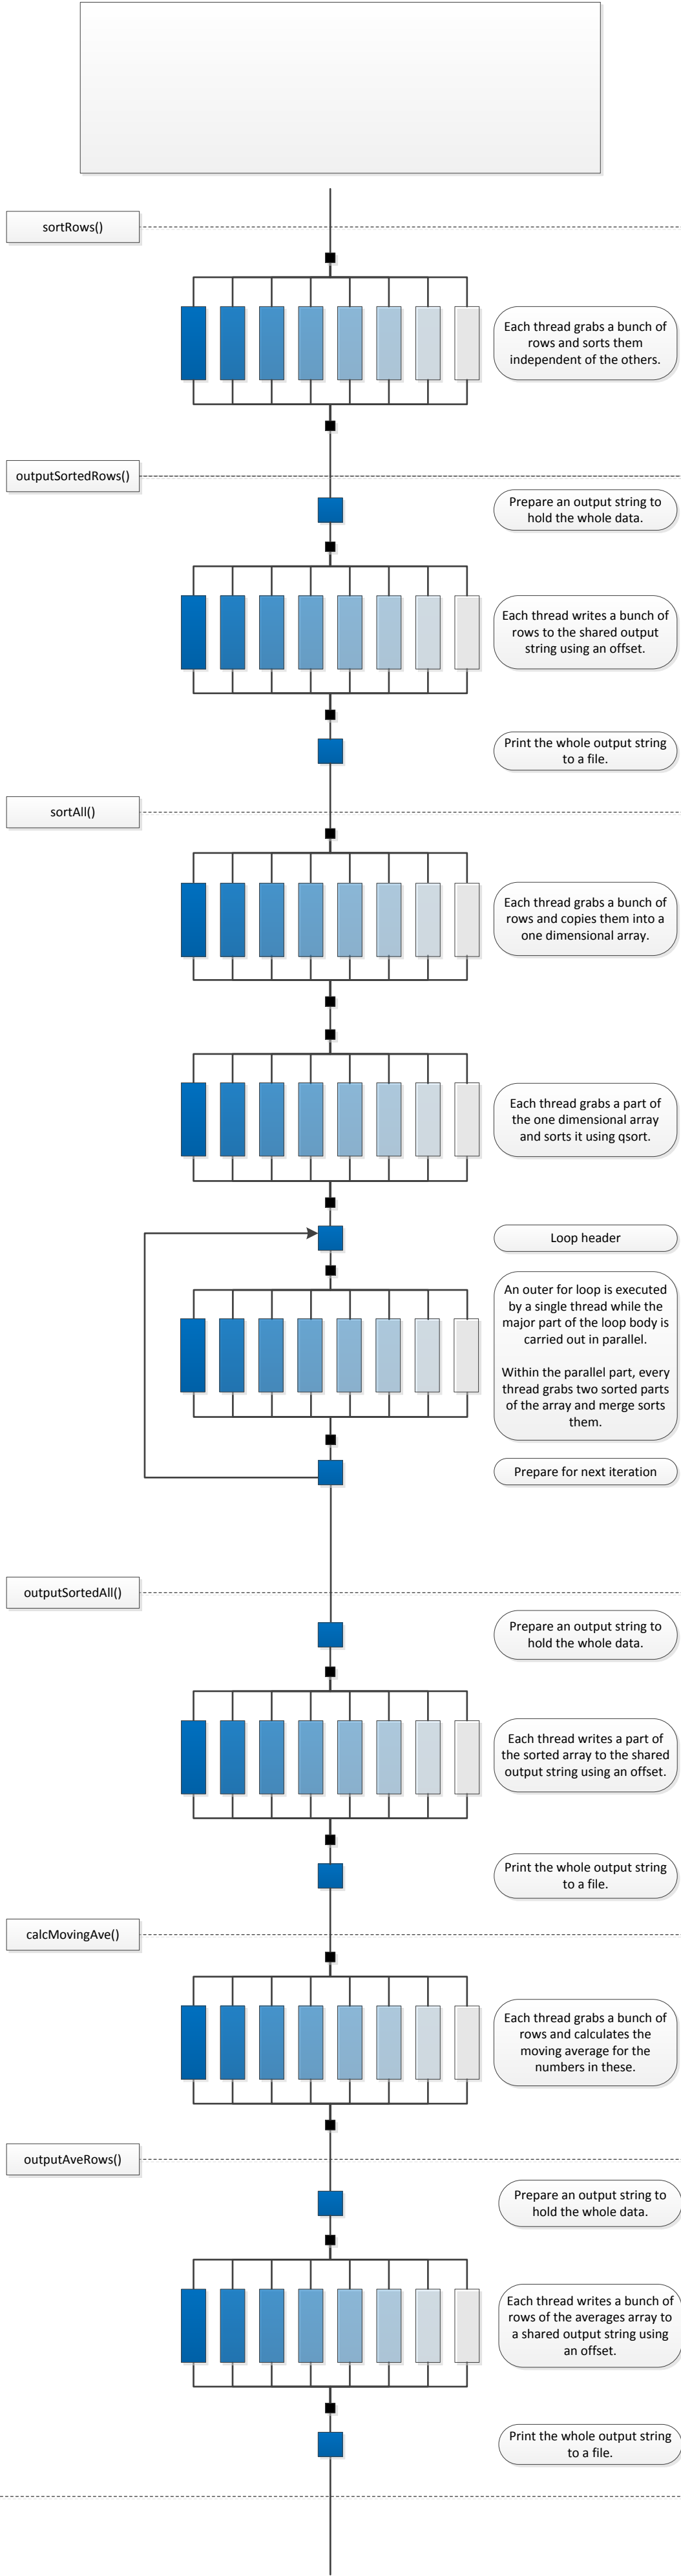 sortRows()
Each thread grabs a bunch of
rows and sorts them
independent of the others.
outputSortedRows()
Prepare an output string to
hold the whole data.
Each thread writes a bunch of
rows to the shared output
string using an offset.
Print the whole output string
to a file.
sortAll()
Each thread grabs a bunch of
rows and copies them into a
one dimensional array.
Each thread grabs a part of
the one dimensional array
and sorts it using qsort.
Loop header
An outer for loop is executed
by a single thread while the
major part of the loop body is
carried out in parallel.
Within the parallel part, every
thread grabs two sorted parts
of the array and merge sorts
them.
Prepare for next iteration
outputSortedAll()
Prepare an output string to
hold the whole data.
Each thread writes a part of
the sorted array to the shared
output string using an offset.
Print the whole output string
to a file.
calcMovingAve()
Each thread grabs a bunch of
rows and calculates the
moving average for the
numbers in these.
outputAveRows()
Prepare an output string to
hold the whole data.
Each thread writes a bunch of
rows of the averages array to
a shared output string using
an offset.
Print the whole output string
to a file.